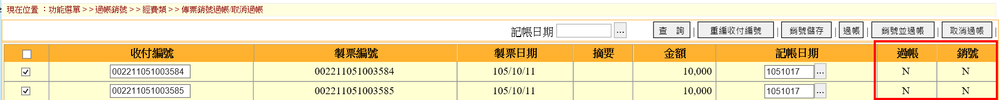 現在位置 ：功能選單 > > 過帳銷號 > > 經費類 > > 傳票銷號過帳/取消過帳
記帳日期 ... 查 詢 | 重編收付編號 | 銷號儲存 | 過帳 | 銷號並過帳 | 取消過帳 |
收付編號 製票編號 製票日期 摘要 金額 記帳日期 過帳 銷號
002211051003584 002211051003584 105/10/11 10,000 1051017 ... N N
002211051003585 002211051003585 105/10/11 10,000 1051017 ... N N